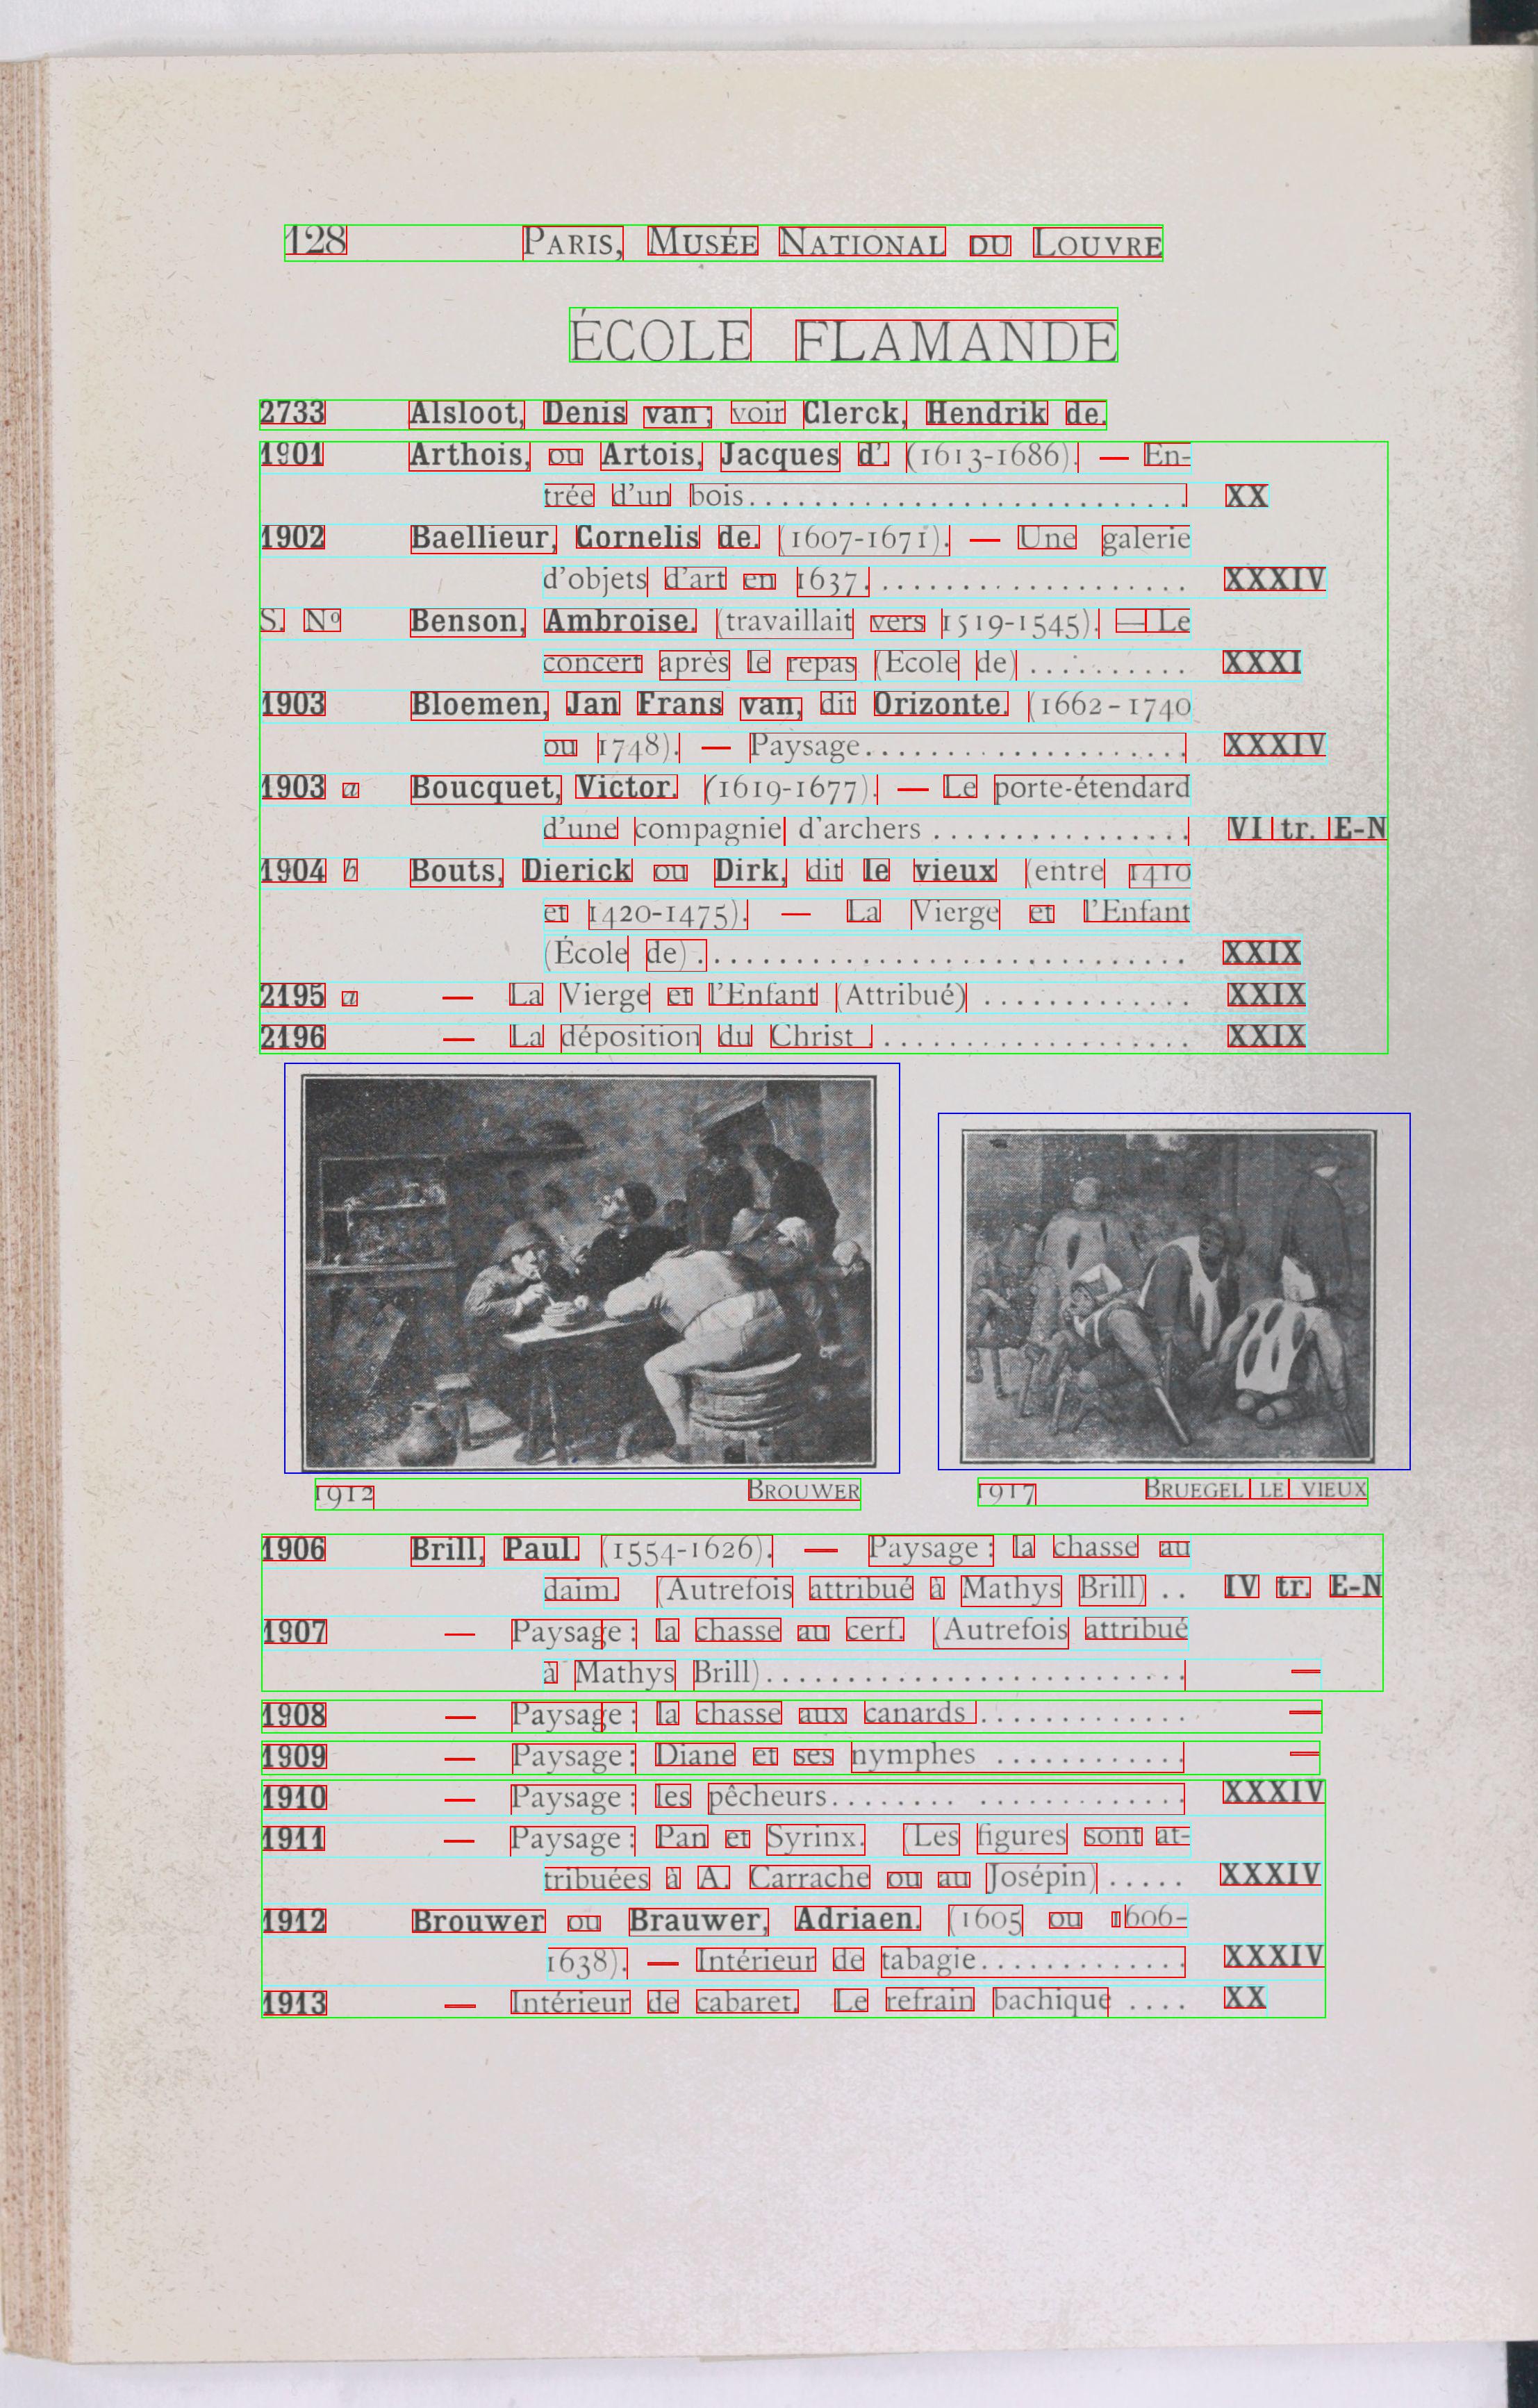 128 PARIS, MUSÉE NATIONAL DU LOUVRE
ÉCOLE FLAMANDE
2733 Alsloot, Denis van; voir Clerck, Hendrik de.
1901 Arthois, ou Artois, Jacques d'. (1613-1686). — En-
trée d'un bois........................... XX
1902 Baellieur, Cornelis de. (1607-1671). — Une galerie
d'objets d'art en 1637.................... XXXIV
S. Nº Benson, Ambroise. (travaillait vers 1519-1545). — Le
concert après le repas (Ecole de) .......... XXXI
1903 Bloemen, Jan Frans van, dit Orizonte. (1662-1740
ou 1748). — Paysage.................... XXXIV
1903 a Boucquet, Victor. (1619-1677). — Le porte-étendard
d'une compagnie d'archers ................ VI tr. E-N
1904 b Bouts, Dierick ou Dirk, dit le vieux (entre 1410
et 1420-1475). — La Vierge et l'Enfant
(École de) .............................. XXIX
2195 a — La Vierge et l'Enfant (Attribué) ............. XXIX
2196 — La déposition du Christ .................... XXIX
1912 BROUWER
1917 BRUEGEL LE VIEUX
1906 Brill, Paul. (1554-1626). — Paysage: la chasse au
daim. (Autrefois attribué à Mathys Brill) .. IV tr. E-N
1907 — Paysage: la chasse au cerf. (Autrefois attribué
à Mathys Brill).......................... —
1908 — Paysage: la chasse aux canards .............. —
1909 — Paysage: Diane et ses nymphes ............ —
1910 — Paysage: les pêcheurs..................... XXXIV
1911 — Paysage: Pan et Syrinx. (Les figures sont at-
tribuées à A. Carrache ou au Josépin) ..... XXXIV
1912 Brouwer ou Brauwer, Adriaen. (1605 ou 1606-
1638). — Intérieur de tabagie............. XXXIV
1913 — Intérieur de cabaret. Le refrain bachique .... XX